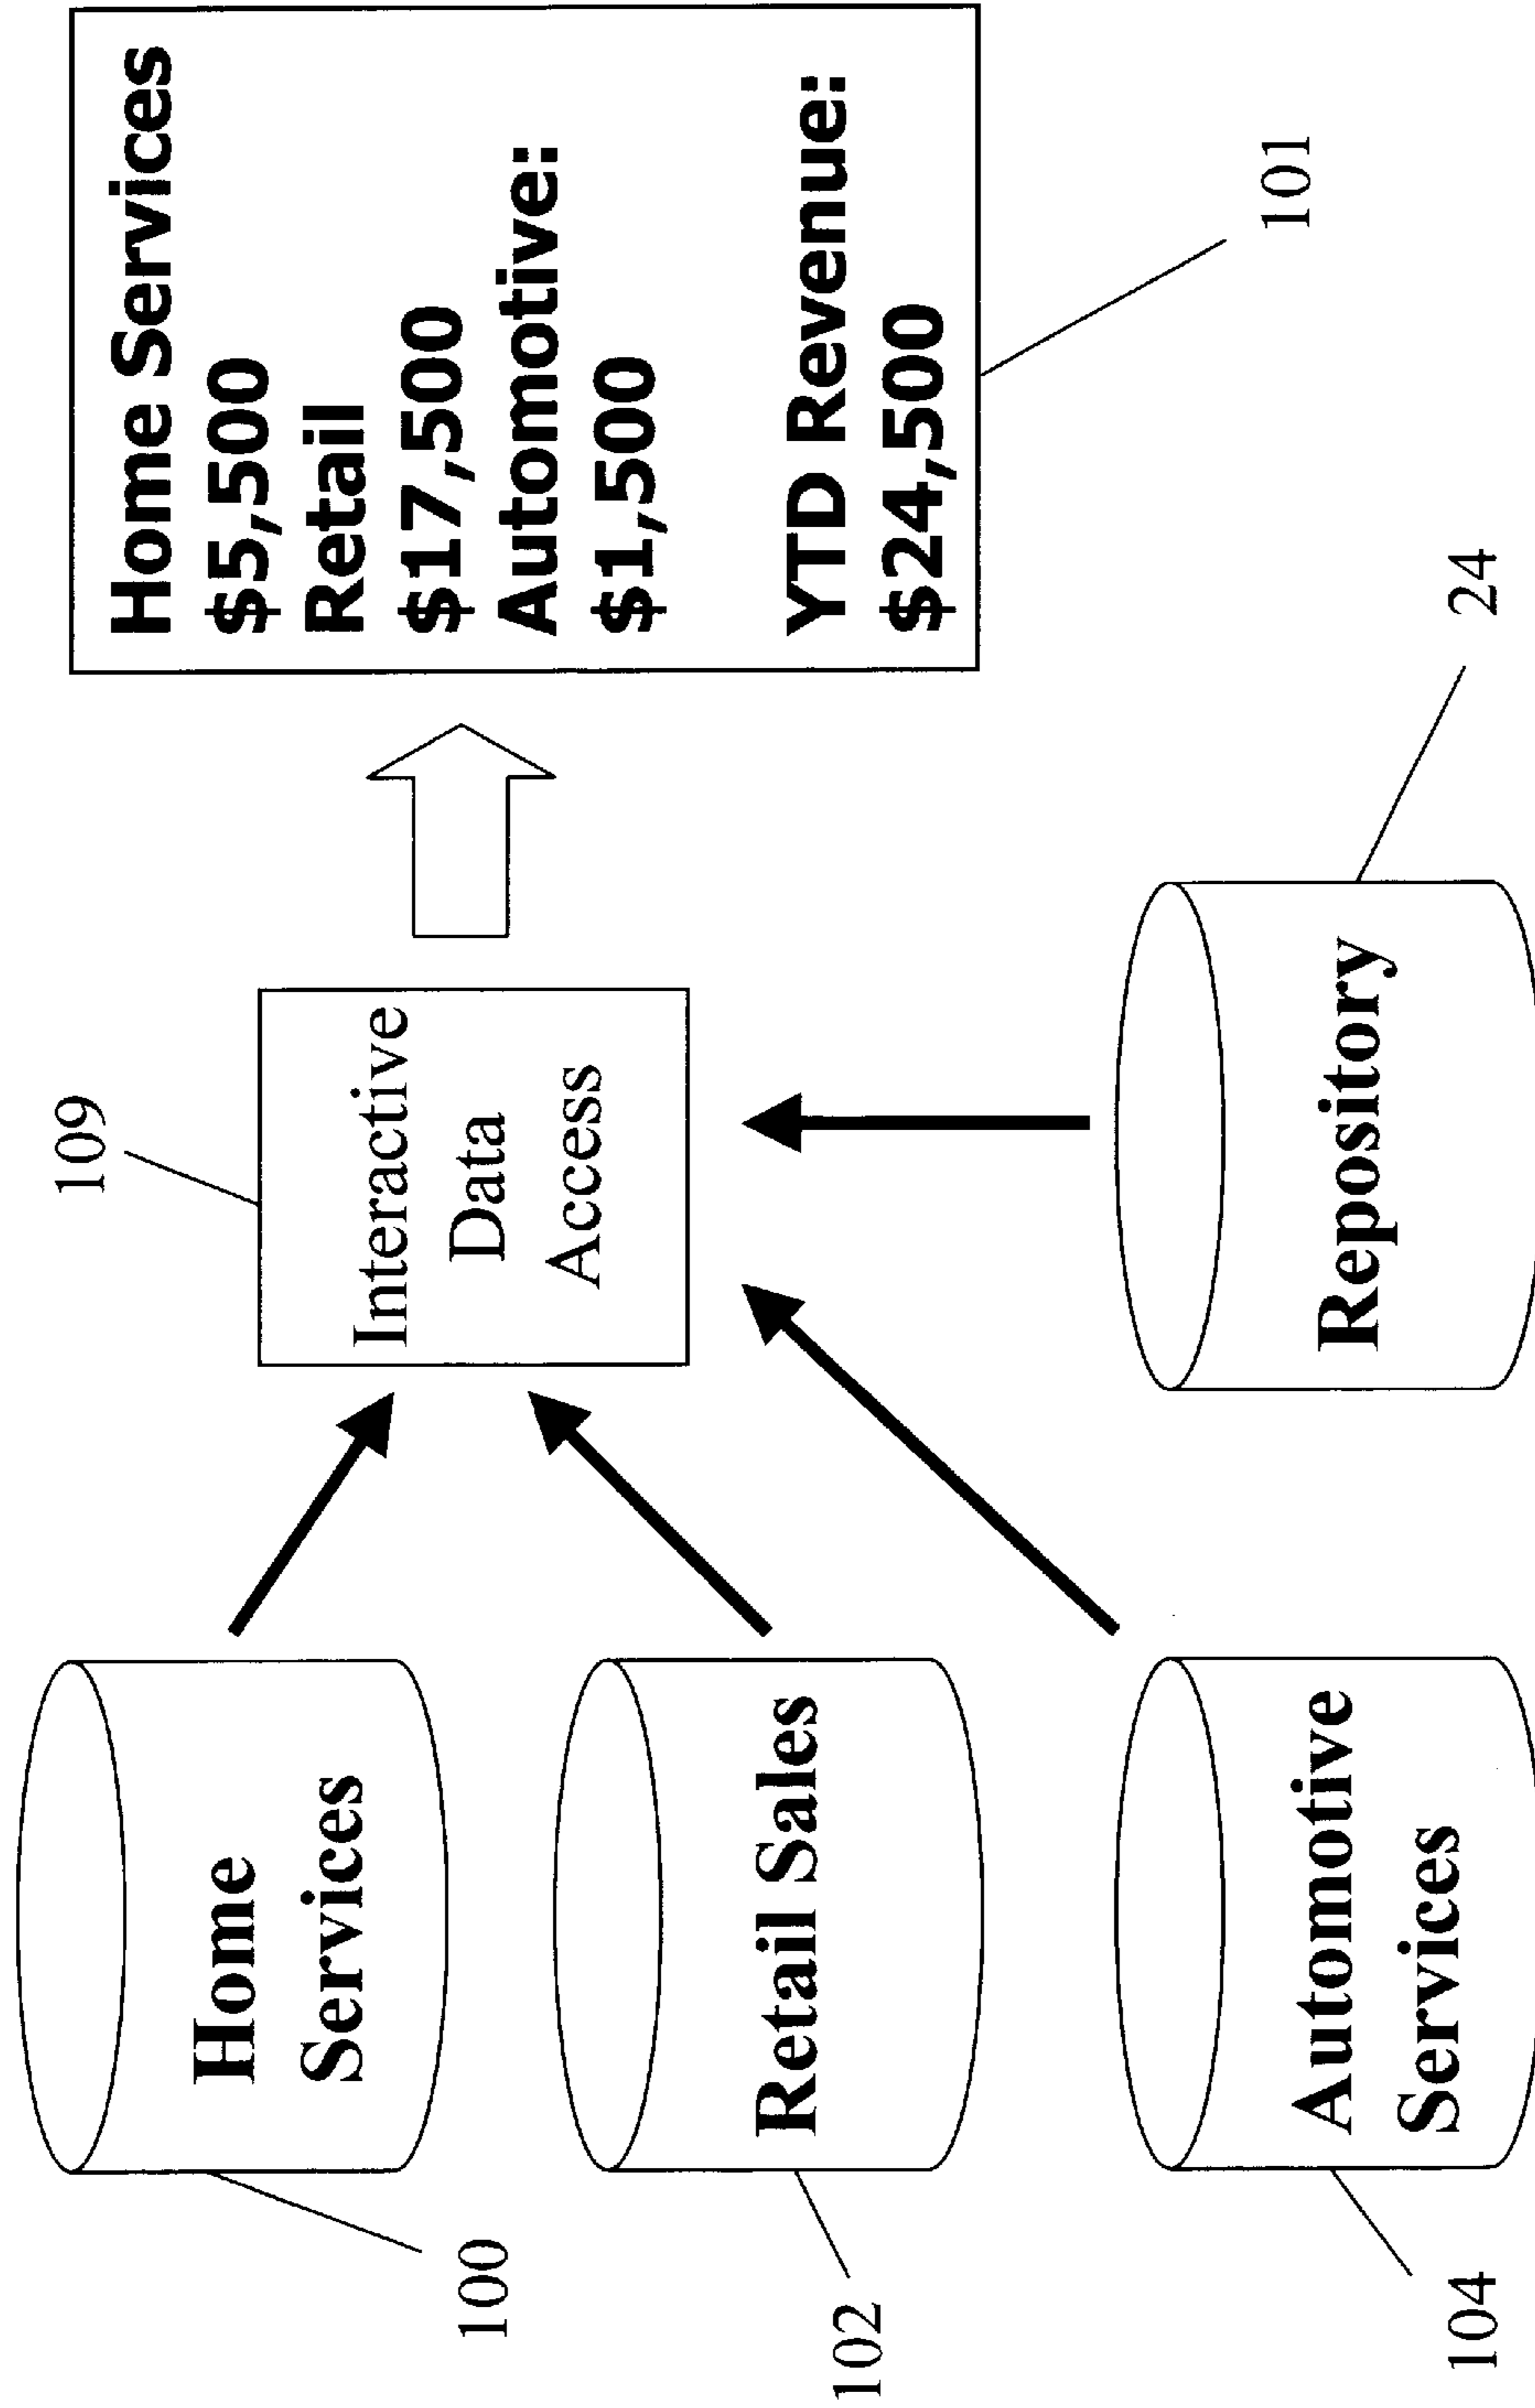 100
Home
Services
102
Retail Sales
104
Automotive
Services
109
Interactive
Data
Access
Repository
24
Home Services
$5,500
Retail
$17,500
Automotive:
$1,500
YTD Revenue:
$24,500
101